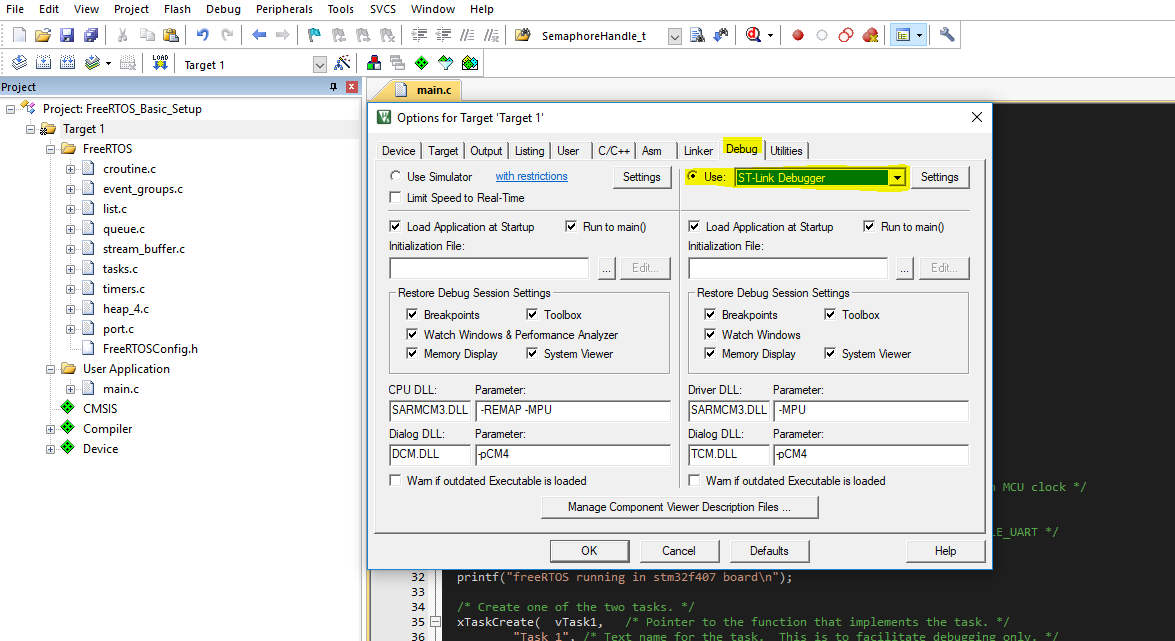 File Edit View Project Flash Debug Peripherals Tools SVCS Window Help
SemaphoreHandle_t
LOAD
Target 1
Project
main.c
Project: FreeRTOS_Basic_Setup
Target 1
FreeRTOS
croutine.c
event_groups.c
list.c
queue.c
stream_buffer.c
tasks.c
timers.c
heap_4.c
port.c
FreeRTOSConfig.h
User Application
main.c
CMSIS
Compiler
Device
Options for Target 'Target 1'
Device Target Output Listing User C/C++ Asm Linker Debug Utilities
Use Simulator with restrictions Settings
Use: ST-Link Debugger Settings
Limit Speed to Real-Time
Load Application at Startup Run to main()
Load Application at Startup Run to main()
Initialization File:
Initialization File:
... Edit...
... Edit...
Restore Debug Session Settings
Breakpoints Toolbox
Watch Windows & Performance Analyzer
Memory Display System Viewer
Restore Debug Session Settings
Breakpoints Toolbox
Watch Windows
Memory Display System Viewer
CPU DLL: Parameter:
SARMCM3.DLL -REMAP -MPU
Driver DLL: Parameter:
SARMCM3.DLL -MPU
Dialog DLL: Parameter:
DCM.DLL -pCM4
Dialog DLL: Parameter:
TCM.DLL -pCM4
Warn if outdated Executable is loaded
Warn if outdated Executable is loaded
Manage Component Viewer Description Files ...
OK Cancel Defaults Help
MCU clock */
E_UART */
32 printf("freeRTOS running in stm32f407 board\n");
33
34 /* Create one of the two tasks. */
35 xTaskCreate( vTask1, /* Pointer to the function that implements the task. */
36 "Task 1", /* Text name for the task. This is to facilitate debugging only. */